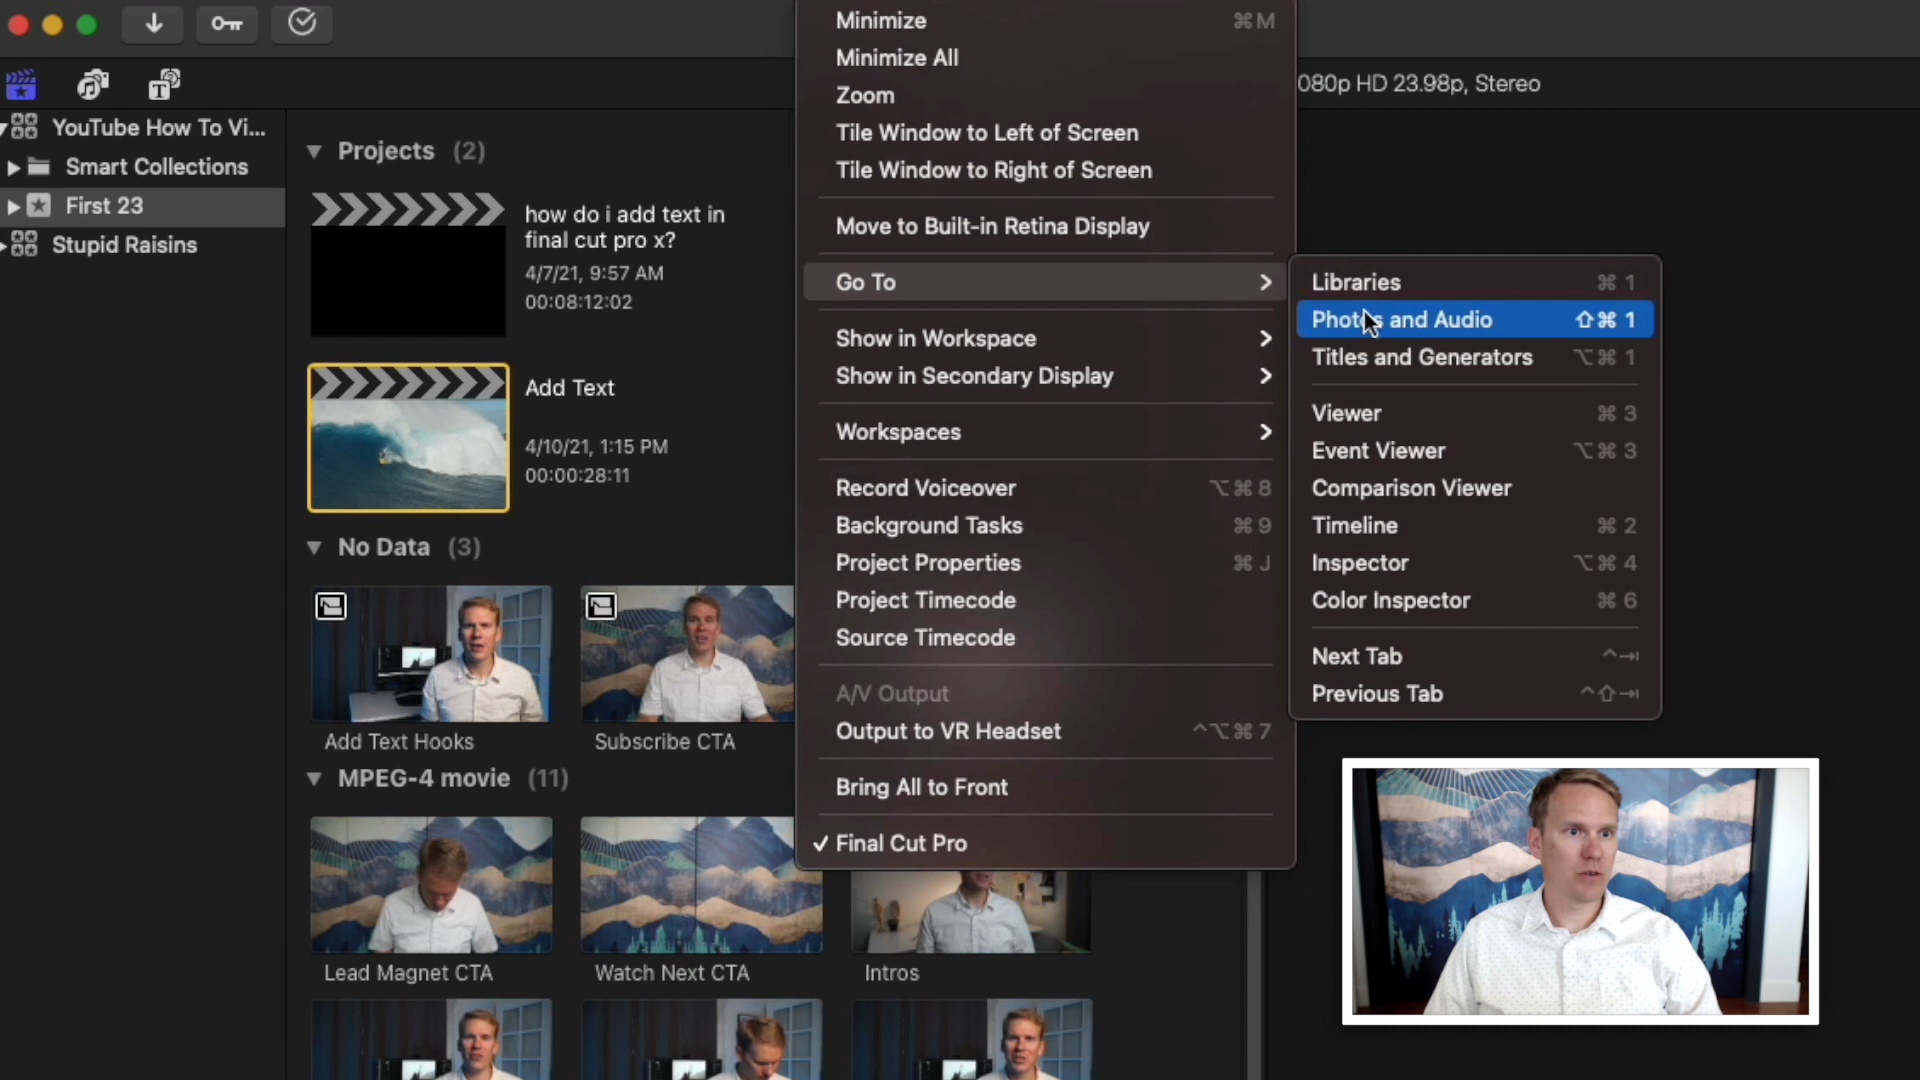 080p HD 23.98p, Stereo
YouTube How To Vi...
Smart Collections
First 23
Stupid Raisins
Projects (2)
how do i add text in
final cut pro x?
4/7/21, 9:57 AM
00:08:12:02
Add Text
4/10/21, 1:15 PM
00:00:28:11
No Data (3)
Add Text Hooks
Subscribe CTA
MPEG-4 movie (11)
Lead Magnet CTA
Watch Next CTA
Intros
Minimize ⌘M
Minimize All
Zoom
Tile Window to Left of Screen
Tile Window to Right of Screen
Move to Built-in Retina Display
Go To
Show in Workspace
Show in Secondary Display
Workspaces
Record Voiceover ⌥⌘8
Background Tasks ⌘9
Project Properties ⌘J
Project Timecode
Source Timecode
A/V Output
Output to VR Headset ^⌥⌘7
Bring All to Front
✓ Final Cut Pro
Libraries ⌘1
Photos and Audio ⇧⌘1
Titles and Generators ⌥⌘1
Viewer ⌘3
Event Viewer ⌥⌘3
Comparison Viewer
Timeline ⌘2
Inspector ⌥⌘4
Color Inspector ⌘6
Next Tab ^⇥
Previous Tab ^⇧⇥